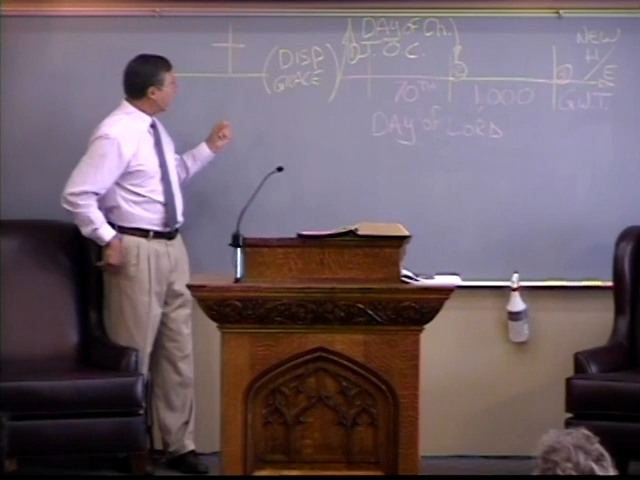 DAY of Ch.
(DISP GRACE)
J. O. C.
NEW
H/E
70TH
1,000
G.W.T.
DAY of LORD